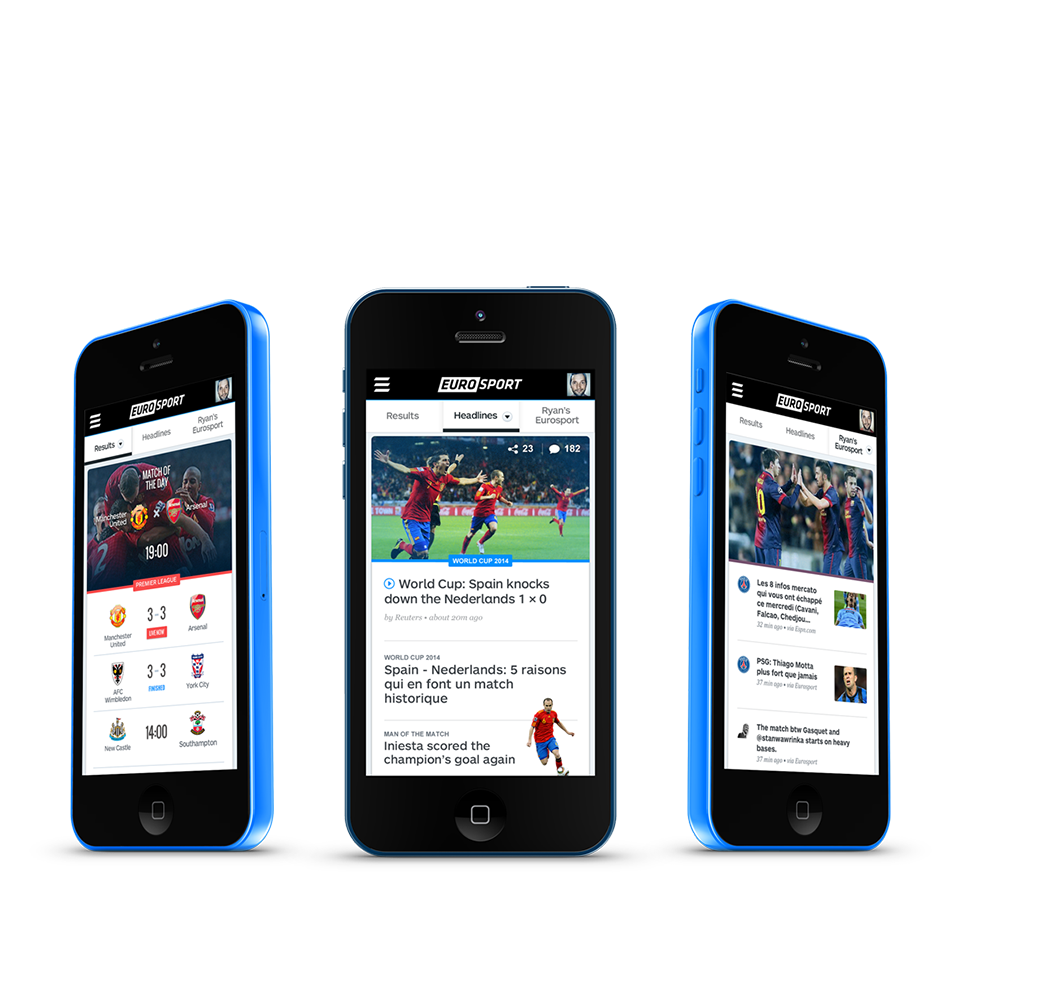 EUROSPORT
Results
Headlines
Ryan's
Eurosport
MATCH OF
THE DAY
Manchester
United
×
Arsenal
19:00
PREMIER LEAGUE
3 - 3
LIVE NOW
Manchester
United
Arsenal
3 - 3
FINISHED
AFC
Wimbledon
York City
14:00
New Castle
Southampton
EUROSPORT
Results
Headlines
Ryan's
Eurosport
23
182
WORLD CUP 2014
World Cup: Spain knocks
down the Nederlands 1 × 0
by Reuters • about 20m ago
WORLD CUP 2014
Spain - Nederlands: 5 raisons
qui en font un match
historique
MAN OF THE MATCH
Iniesta scored the
champion's goal again
EUROSPORT
Results
Headlines
Ryan's
Eurosport
Les 8 infos mercato
qui vous ont échappé
ce mercredi (Cavani,
Falcao, Chedjou...
32 min ago • via Espn.com
PSG: Thiago Motta
plus fort que jamais
37 min ago • via Eurosport
The match btw Gasquet and
@stanwawrinka starts on heavy
bases.
37 min ago • via Eurosport